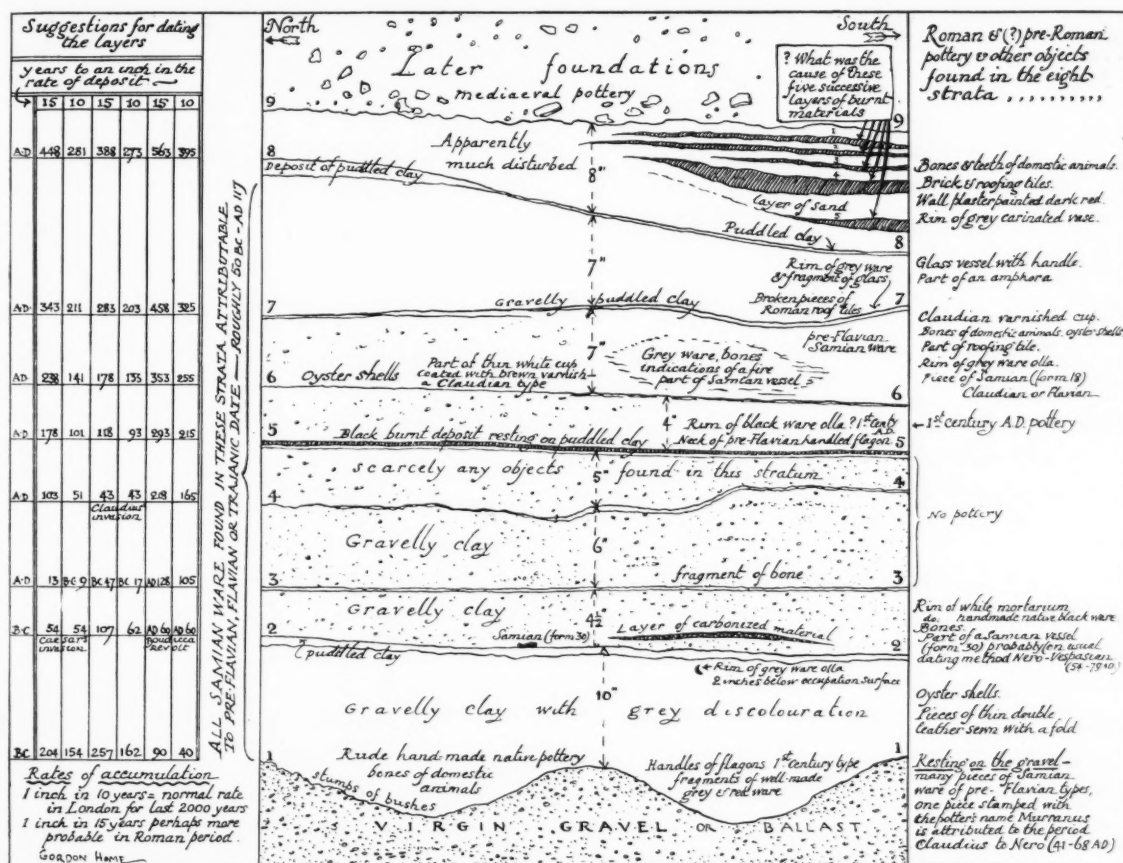 Suggestions for dating
the layers
years to an inch in the
rate of deposit
15 10 15 10 15 10
A.D 448 281 388 273 563 395
A.D. 343 211 283 203 458 325
A.D 238 141 178 135 353 255
A.D 178 101 118 93 293 215
A.D 103 51 43 43 218 165
Claudius'
invasion
A.D 13 B.C 9 BC 47 BC 17 AD 128 105
B.C 54 54 107 62 AD 60 AD 60
Caesar's
invasion
Boudicca
revolt
BC 204 154 257 162 90 40
Rates of accumulation
1 inch in 10 years = normal rate
in London for last 2000 years
1 inch in 15 years perhaps more
probable in Roman period.
GORDON HOME
ALL SAMIAN WARE FOUND IN THESE STRATA ATTRIBUTABLE
TO PRE-FLAVIAN, FLAVIAN OR TRAJANIC DATE — ROUGHLY 50 BC - AD 117
North
South
Later foundations
mediaeval pottery
? What was the
cause of these
five successive
layers of burnt
materials
9
9
Apparently
much disturbed
1
2
3
4
5
8
Deposit of puddled clay
8"
layer of sand
Puddled clay
8
7"
Rim of grey ware
& fragment of glass
Gravelly puddled clay
Broken pieces of
Roman roof tiles
7
7
pre-Flavian
Samian ware
7"
Part of thin white cup
coated with brown varnish
a Claudian type
Grey ware, bones
indications of a fire
part of Samian vessel
6
Oyster shells
6
4"
Rim of black ware olla ? 1st centy
A.D.
5
Black burnt deposit resting on puddled clay
Neck of pre-Flavian handled flagon
5
scarcely any objects found in this stratum
5"
4
4
Gravelly clay
6"
fragment of bone
3
3
Gravelly clay
4½
Layer of carbonized material
Samian (form 30)
2
2
puddled clay
Rim of grey ware olla
2 inches below occupation surface
10"
Gravelly clay with grey discolouration
1
1
Rude hand-made native pottery
bones of domestic
animals
stumbs of bushes
Handles of flagons 1st century type
fragments of well-made
grey & red ware
VIRGIN GRAVEL OR BALLAST
Roman & (?) pre-Roman
pottery & other objects
found in the eight
strata ..........
Bones & teeth of domestic animals.
Brick & roofing tiles.
Wall plaster painted dark red.
Rim of grey carinated vase.
Glass vessel with handle.
Part of an amphora
Claudian varnished cup.
Bones of domestic animals. oyster shells
Part of roofing tile.
Rim of grey ware olla.
Piece of Samian (form 18)
Claudian or Flavian
1st century A.D. pottery
No pottery
Rim of white mortarium
do. handmade native black ware
Bones.
Part of a Samian vessel
(form 30) probably (on usual
dating method Nero-Vespasian
(54-79 AD)
Oyster shells.
Pieces of thin double
leather sewn with a fold
Resting on the gravel—
many pieces of Samian
ware of pre-Flavian types,
one piece stamped with
the potter's name Murranus
is attributed to the period
Claudius to Nero (41-68 AD)